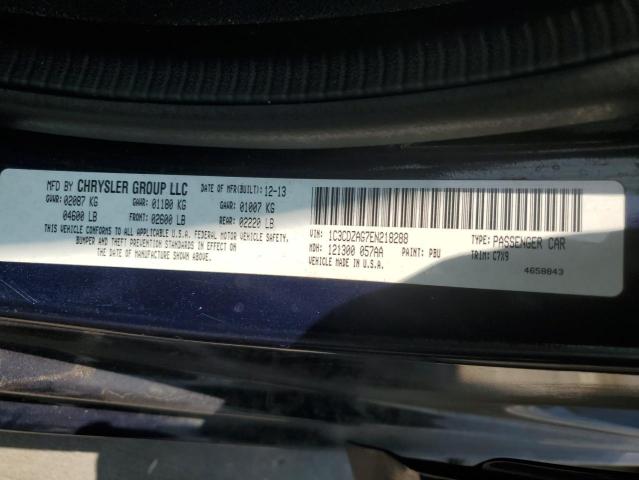 MFD BY CHRYSLER GROUP LLC DATE OF MFR(BUILT): 12-13
GVWR: 02087 KG GAWR: 01180 KG GAWR: 01007 KG
04600 LB FRONT: 02600 LB REAR: 02220 LB
THIS VEHICLE CONFORMS TO ALL APPLICABLE U.S.A. FEDERAL MOTOR VEHICLE SAFETY,
BUMPER AND THEFT PREVENTION STANDARDS IN EFFECT ON
THE DATE OF MANUFACTURE SHOWN ABOVE.
VIN: 1C3CDZAG7EN218288 TYPE: PASSENGER CAR
MDH: 121300 057AA PAINT: PBU TRIM: C7X9
VEHICLE MADE IN U.S.A. 4658843